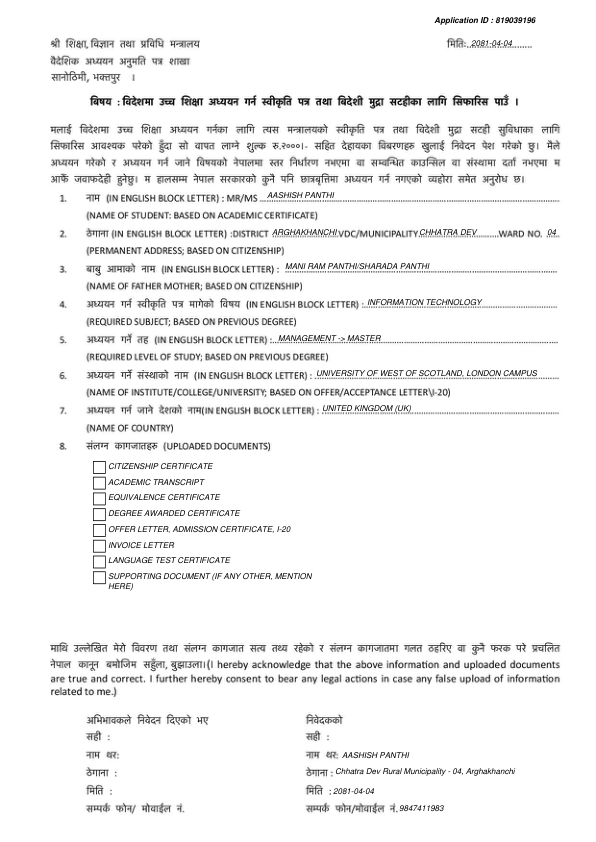 Application ID : 819039196
श्री शिक्षा, विज्ञान तथा प्रविधि मन्त्रालय
मितिः 2081-04-04
वैदेशिक अध्ययन अनुमति पत्र शाखा
सानोठिमी, भक्तपुर ।
बिषय : विदेशमा उच्च शिक्षा अध्ययन गर्न स्वीकृति पत्र तथा बिदेशी मुद्रा सटहीका लागि सिफारिस पाउँ ।
मलाई विदेशमा उच्च शिक्षा अध्ययन गर्नका लागि त्यस मन्त्रालयको स्वीकृति पत्र तथा विदेशी मुद्रा सटही सुविधाका लागि
सिफारिस आवश्यक परेको हुँदा सो वापत लाग्ने शुल्क रु.२०००।- सहित देहायका बिबरणहरु खुलाई निवेदन पेश गरेको छु। मैले
अध्ययन गरेको र अध्ययन गर्न जाने विषयको नेपालमा स्तर निर्धारण नभएमा वा सम्वन्धित काउन्सिल वा संस्थामा दर्ता नभएमा म
आफैं जवाफदेही हुनेछु। म हालसम्म नेपाल सरकारको कुनै पनि छात्रबृत्तिमा अध्ययन गर्न नगएको व्यहोरा समेत अनुरोध छ।
1. नाम (IN ENGLISH BLOCK LETTER) : MR/MS AASHISH PANTHI
(NAME OF STUDENT: BASED ON ACADEMIC CERTIFICATE)
2. ठेगाना (IN ENGLISH BLOCK LETTER) :DISTRICT ARGHAKHANCHI VDC/MUNICIPALITY CHHATRA DEV WARD NO. 04
(PERMANENT ADDRESS; BASED ON CITIZENSHIP)
3. बाबु आमाको नाम (IN ENGLISH BLOCK LETTER) : MANI RAM PANTHI/SHARADA PANTHI
(NAME OF FATHER MOTHER; BASED ON CITIZENSHIP)
4. अध्ययन गर्न स्वीकृति पत्र मागेको विषय (IN ENGLISH BLOCK LETTER) : INFORMATION TECHNOLOGY
(REQUIRED SUBJECT; BASED ON PREVIOUS DEGREE)
5. अध्ययन गर्ने तह (IN ENGLISH BLOCK LETTER) : MANAGEMENT -> MASTER
(REQUIRED LEVEL OF STUDY; BASED ON PREVIOUS DEGREE)
6. अध्ययन गर्ने संस्थाको नाम (IN ENGLISH BLOCK LETTER) : UNIVERSITY OF WEST OF SCOTLAND, LONDON CAMPUS
(NAME OF INSTITUTE/COLLEGE/UNIVERSITY; BASED ON OFFER/ACCEPTANCE LETTER\I-20)
7. अध्ययन गर्न जाने देशको नाम(IN ENGLISH BLOCK LETTER) : UNITED KINGDOM (UK)
(NAME OF COUNTRY)
8. संलग्न कागजातहरु (UPLOADED DOCUMENTS)
CITIZENSHIP CERTIFICATE
ACADEMIC TRANSCRIPT
EQUIVALENCE CERTIFICATE
DEGREE AWARDED CERTIFICATE
OFFER LETTER, ADMISSION CERTIFICATE, I-20
INVOICE LETTER
LANGUAGE TEST CERTIFICATE
SUPPORTING DOCUMENT (IF ANY OTHER, MENTION
HERE)
माथि उल्लेखित मेरो विवरण तथा संलग्न कागजात सत्य तथ्य रहेको र संलग्न कागजातमा गलत ठहरिए वा कुनै फरक परे प्रचलित
नेपाल कानून बमोजिम सहुँला, बुझाउला।(I hereby acknowledge that the above information and uploaded documents
are true and correct. I further hereby consent to bear any legal actions in case any false upload of information
related to me.)
अभिभावकले निवेदन दिएको भए
निवेदकको
सही :
सही :
नाम थर:
नाम थर: AASHISH PANTHI
ठेगाना :
ठेगाना : Chhatra Dev Rural Municipality - 04, Arghakhanchi
मिति :
मिति : 2081-04-04
सम्पर्क फोन/ मोवाईल नं.
सम्पर्क फोन/मोवाईल नं. 9847411983